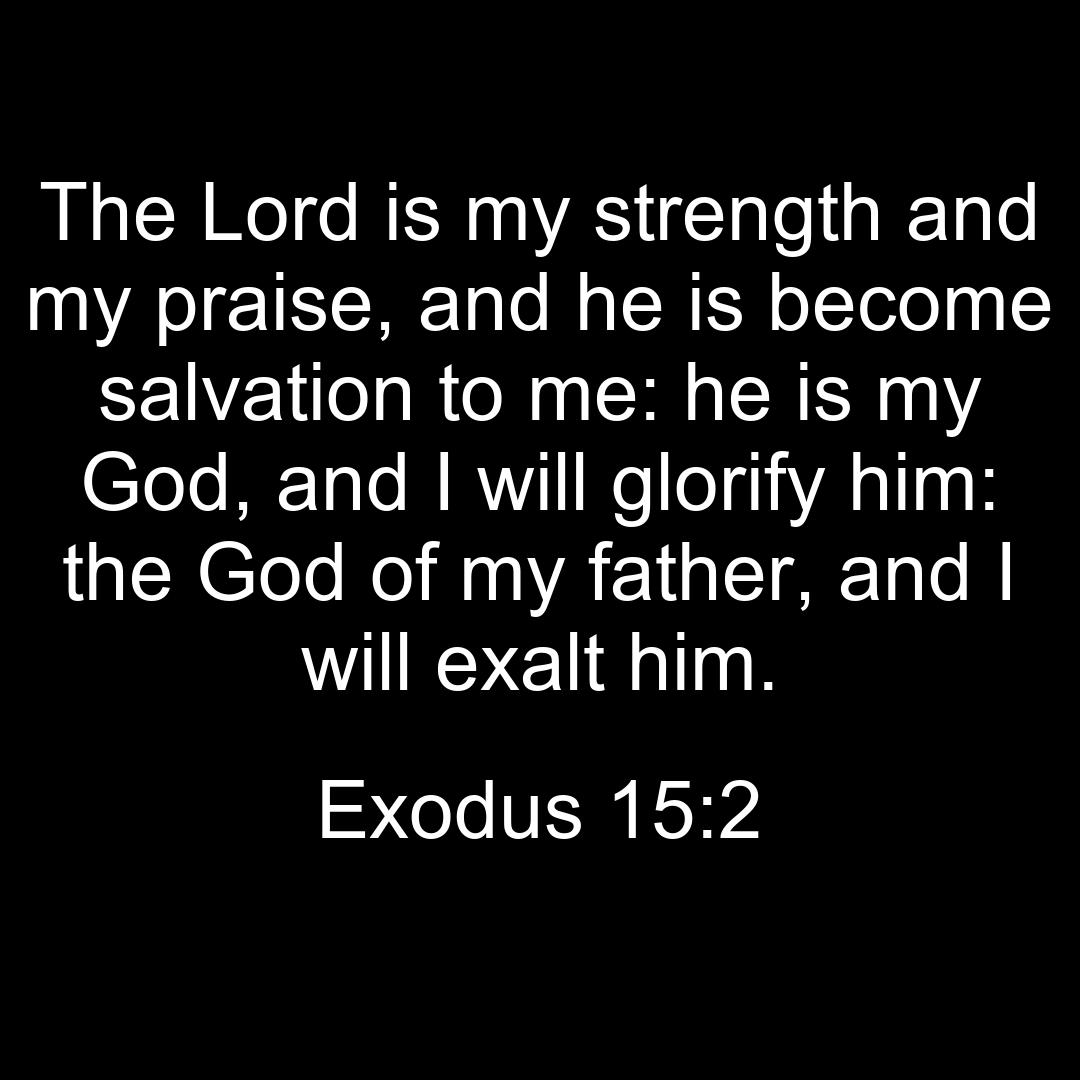 The Lord is my strength and
my praise, and he is become
salvation to me: he is my
God, and I will glorify him:
the God of my father, and I
will exalt him.
Exodus 15:2